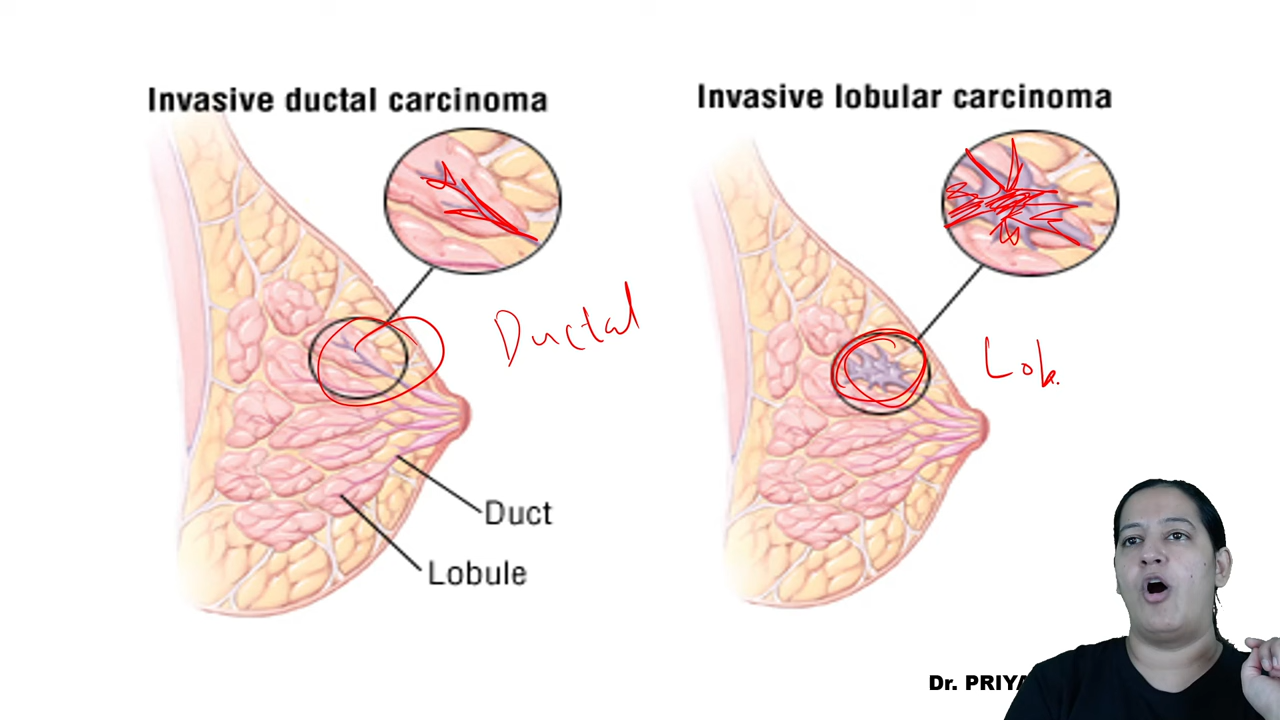 Invasive ductal carcinoma
Invasive lobular carcinoma
Ductal
Lob.
Duct
Lobule
Dr. PRIYA